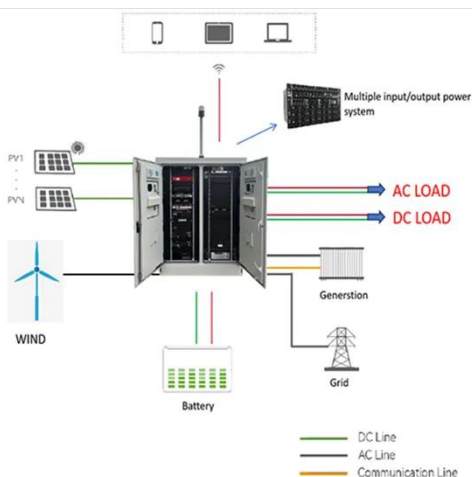 Multiple input/output power
system
PV1
PVN
AC LOAD
DC LOAD
WIND
Generstion
Grid
Battery
DC Line
AC Line
Communication Line